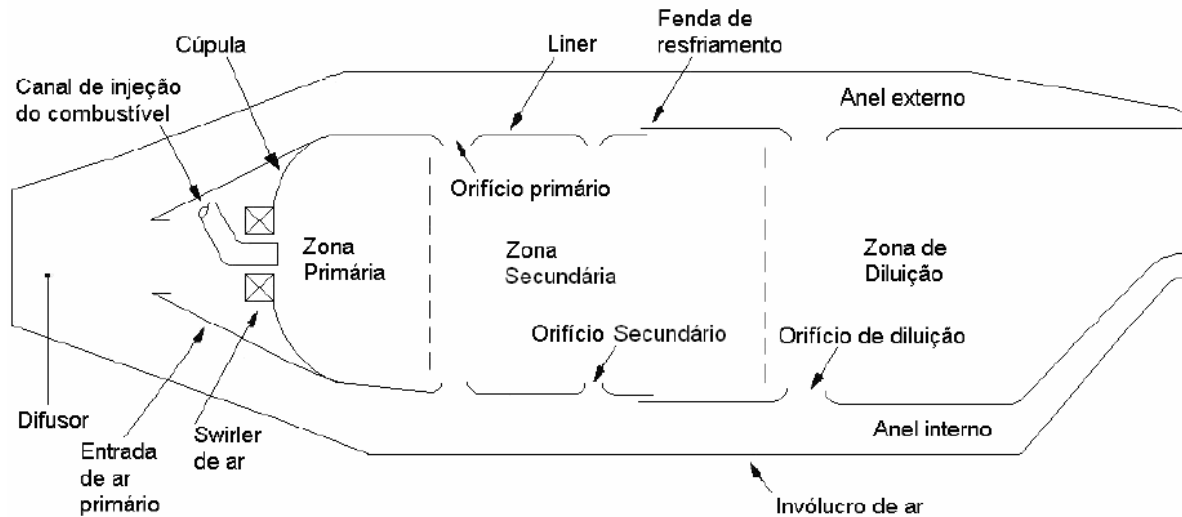 Fenda de
resfriamento
Liner
Cúpula
Canal de injeção
do combustível
Anel externo
Orifício primário
Zona
Primária
Zona
Secundária
Zona de
Diluição
Orifício Secundário
Orifício de diluição
Difusor
Entrada
de ar
primário
Swirler
de ar
Anel interno
Invólucro de ar